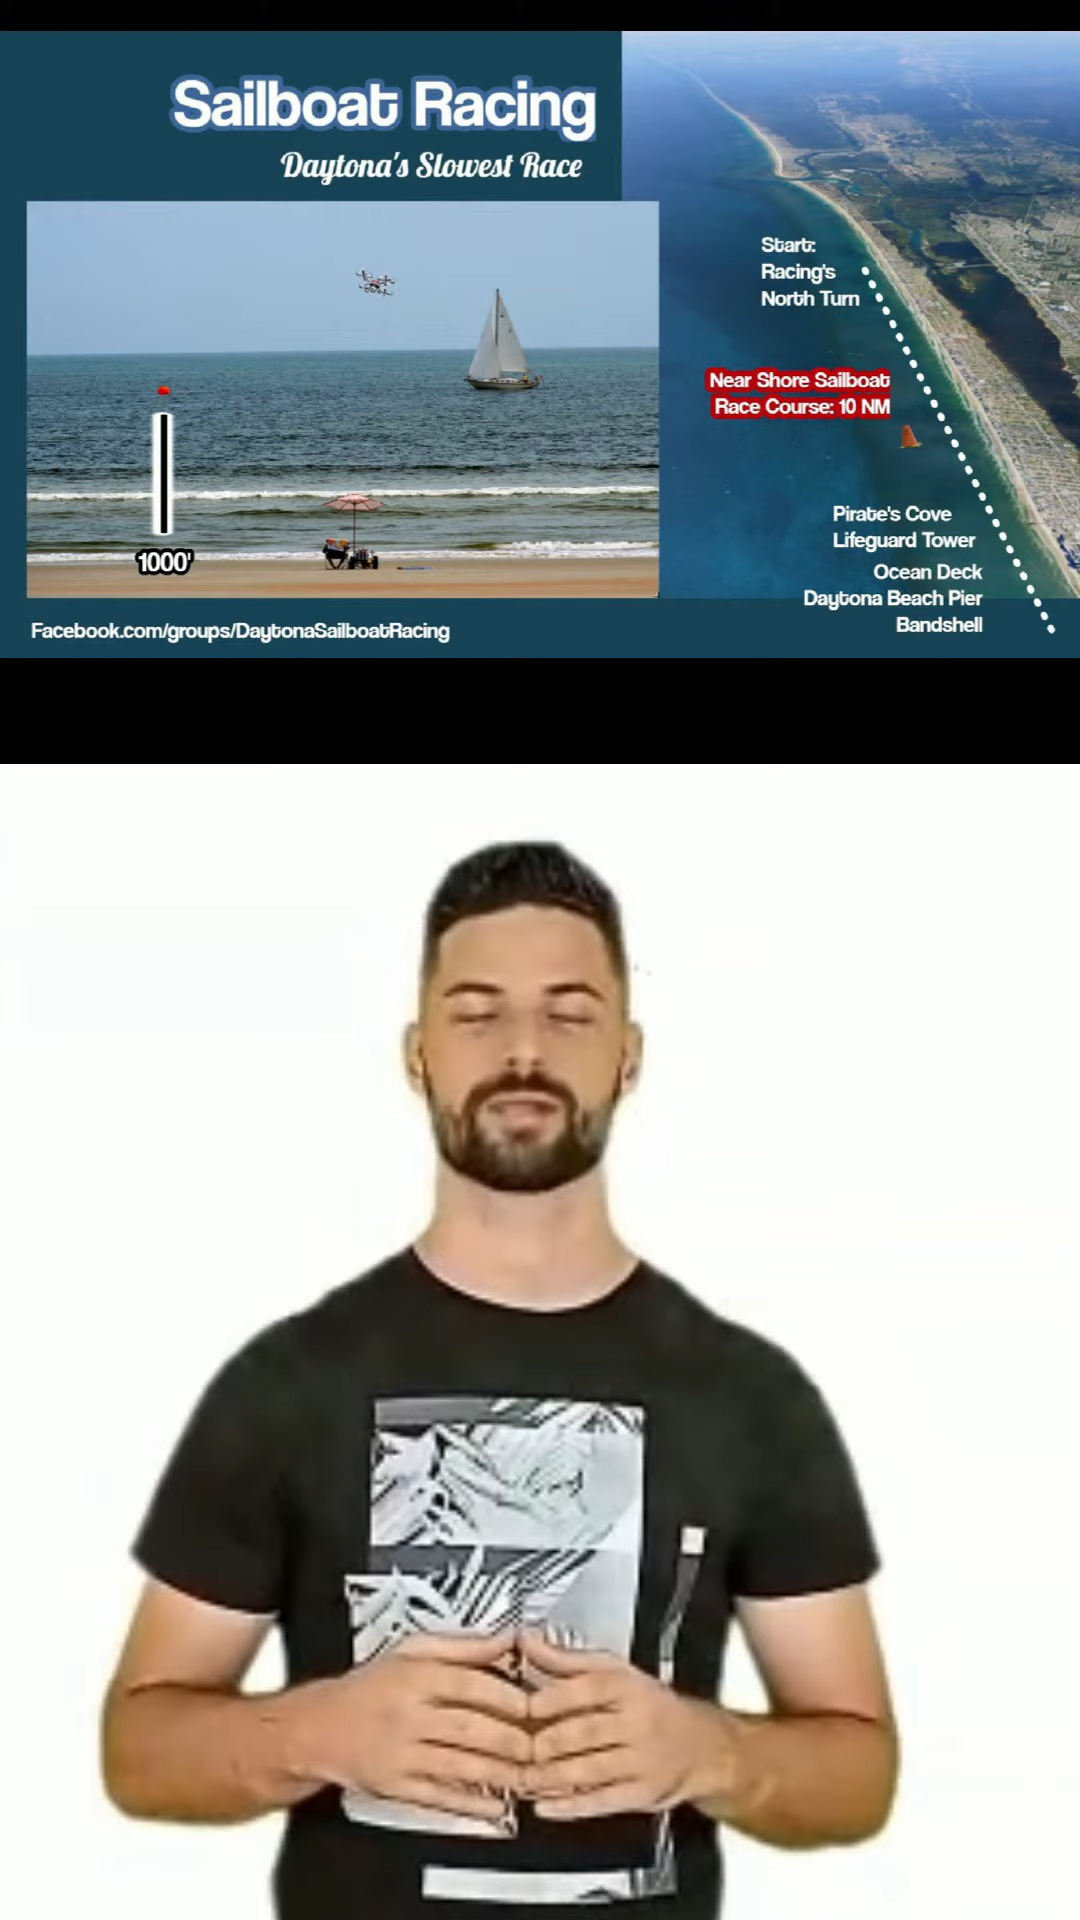 Sailboat Racing
Daytona's Slowest Race
1000'
Facebook.com/groups/DaytonaSailboatRacing
Start:
Racing's
North Turn
Near Shore Sailboat
Race Course: 10 NM
Pirate's Cove
Lifeguard Tower
Ocean Deck
Daytona Beach Pier
Bandshell